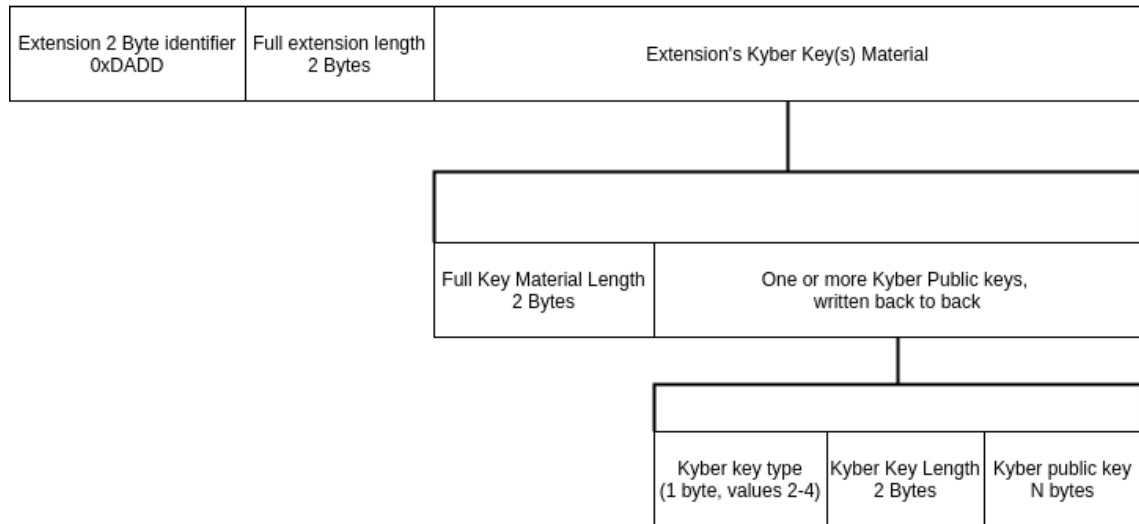 Extension 2 Byte identifier
0xDADD
Full extension length
2 Bytes
Extension's Kyber Key(s) Material
Full Key Material Length
2 Bytes
One or more Kyber Public keys,
written back to back
Kyber key type
(1 byte, values 2-4)
Kyber Key Length
2 Bytes
Kyber public key
N bytes